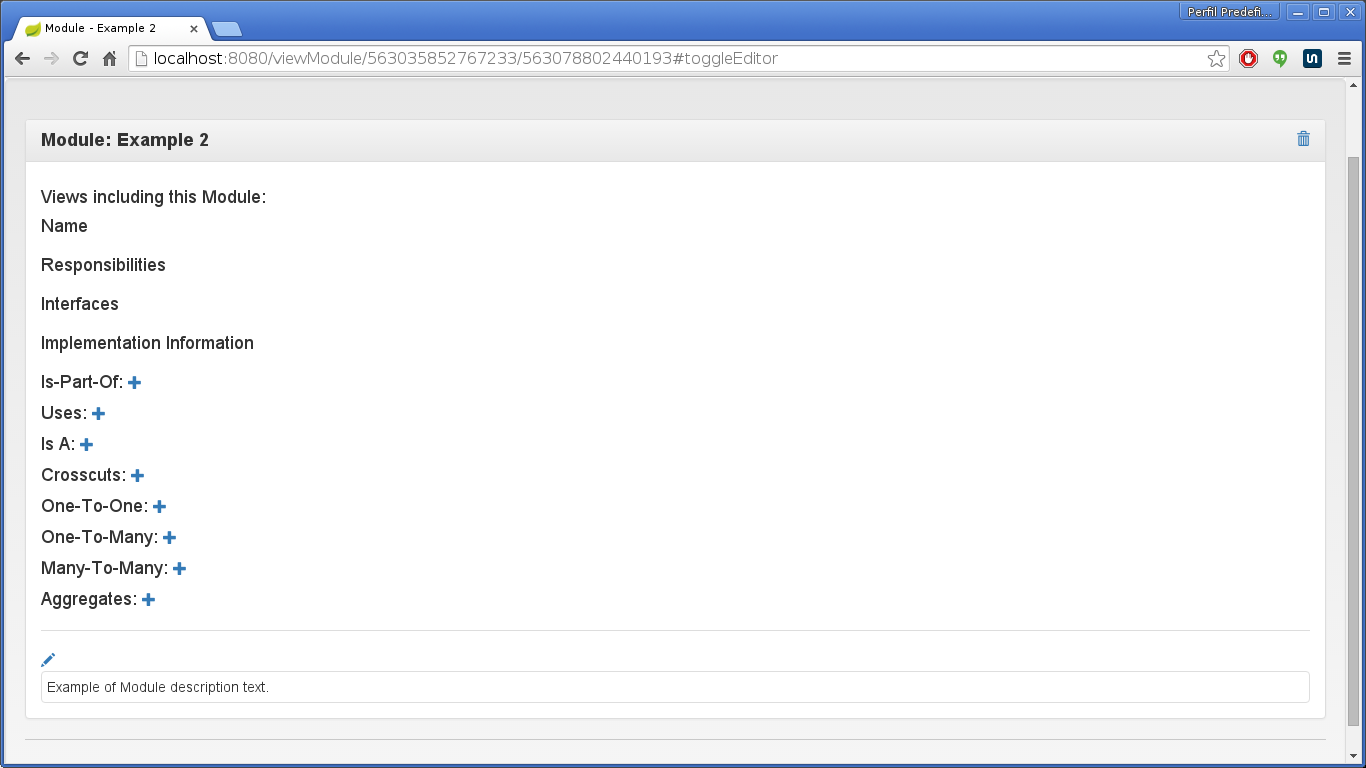 Perfil Predefi...
Module - Example 2
localhost:8080/viewModule/563035852767233/563078802440193#toggleEditor
Module: Example 2
Views including this Module:
Name
Responsibilities
Interfaces
Implementation Information
Is-Part-Of:
Uses:
Is A:
Crosscuts:
One-To-One:
One-To-Many:
Many-To-Many:
Aggregates:
Example of Module description text.